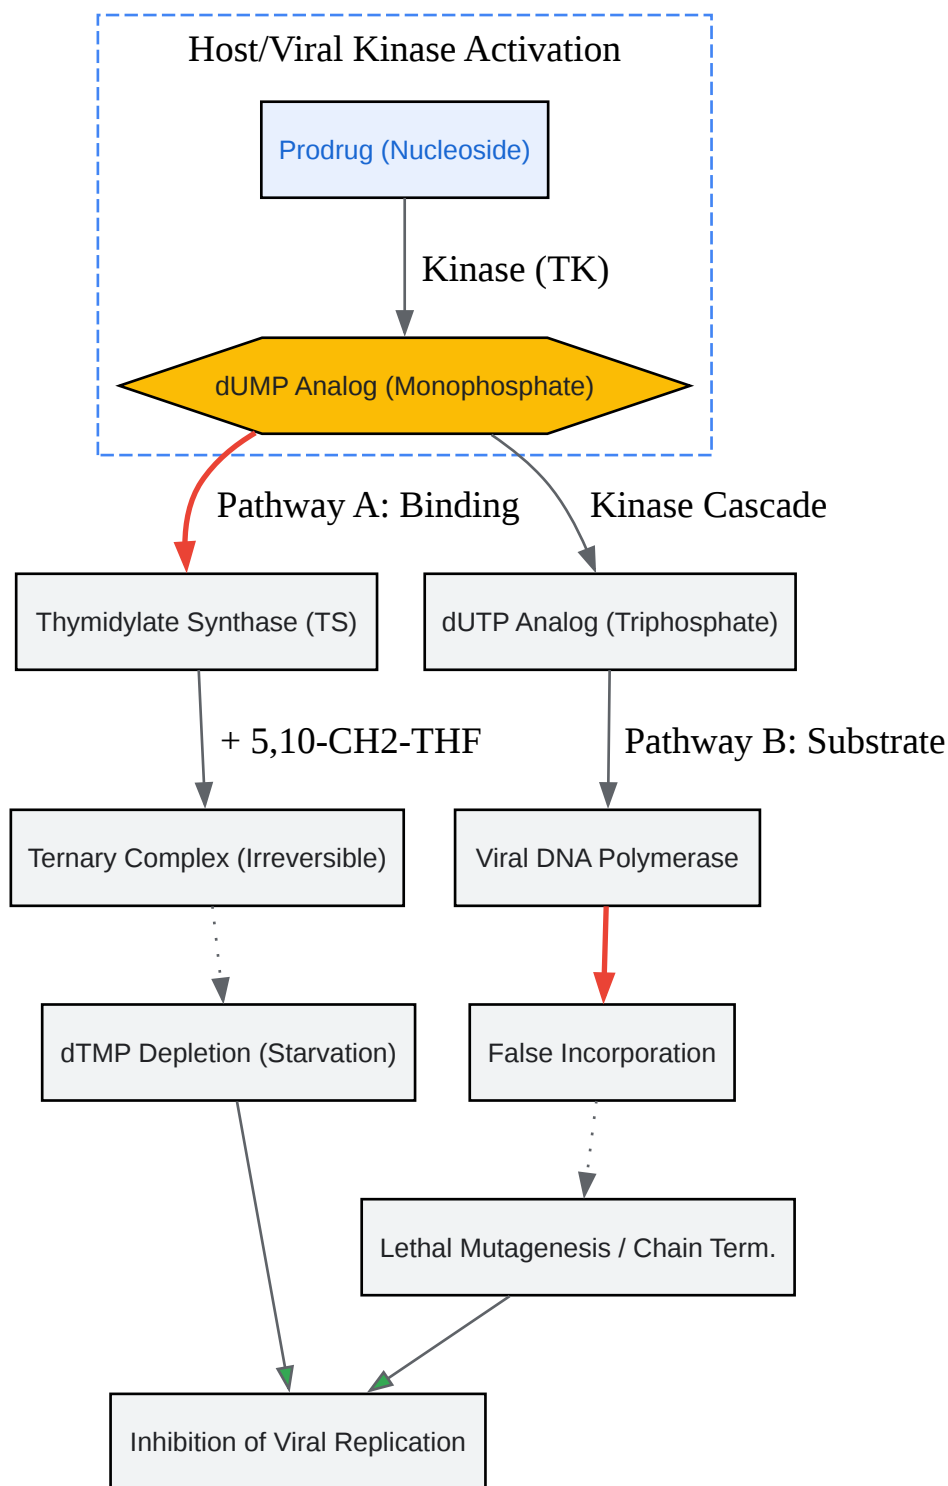 Host/Viral Kinase Activation
Prodrug (Nucleoside)
Kinase (TK)
dUMP Analog (Monophosphate)
Pathway A: Binding
Kinase Cascade
Thymidylate Synthase (TS)
dUTP Analog (Triphosphate)
+ 5,10-CH2-THF
Pathway B: Substrate
Ternary Complex (Irreversible)
Viral DNA Polymerase
dTMP Depletion (Starvation)
False Incorporation
Lethal Mutagenesis / Chain Term.
Inhibition of Viral Replication